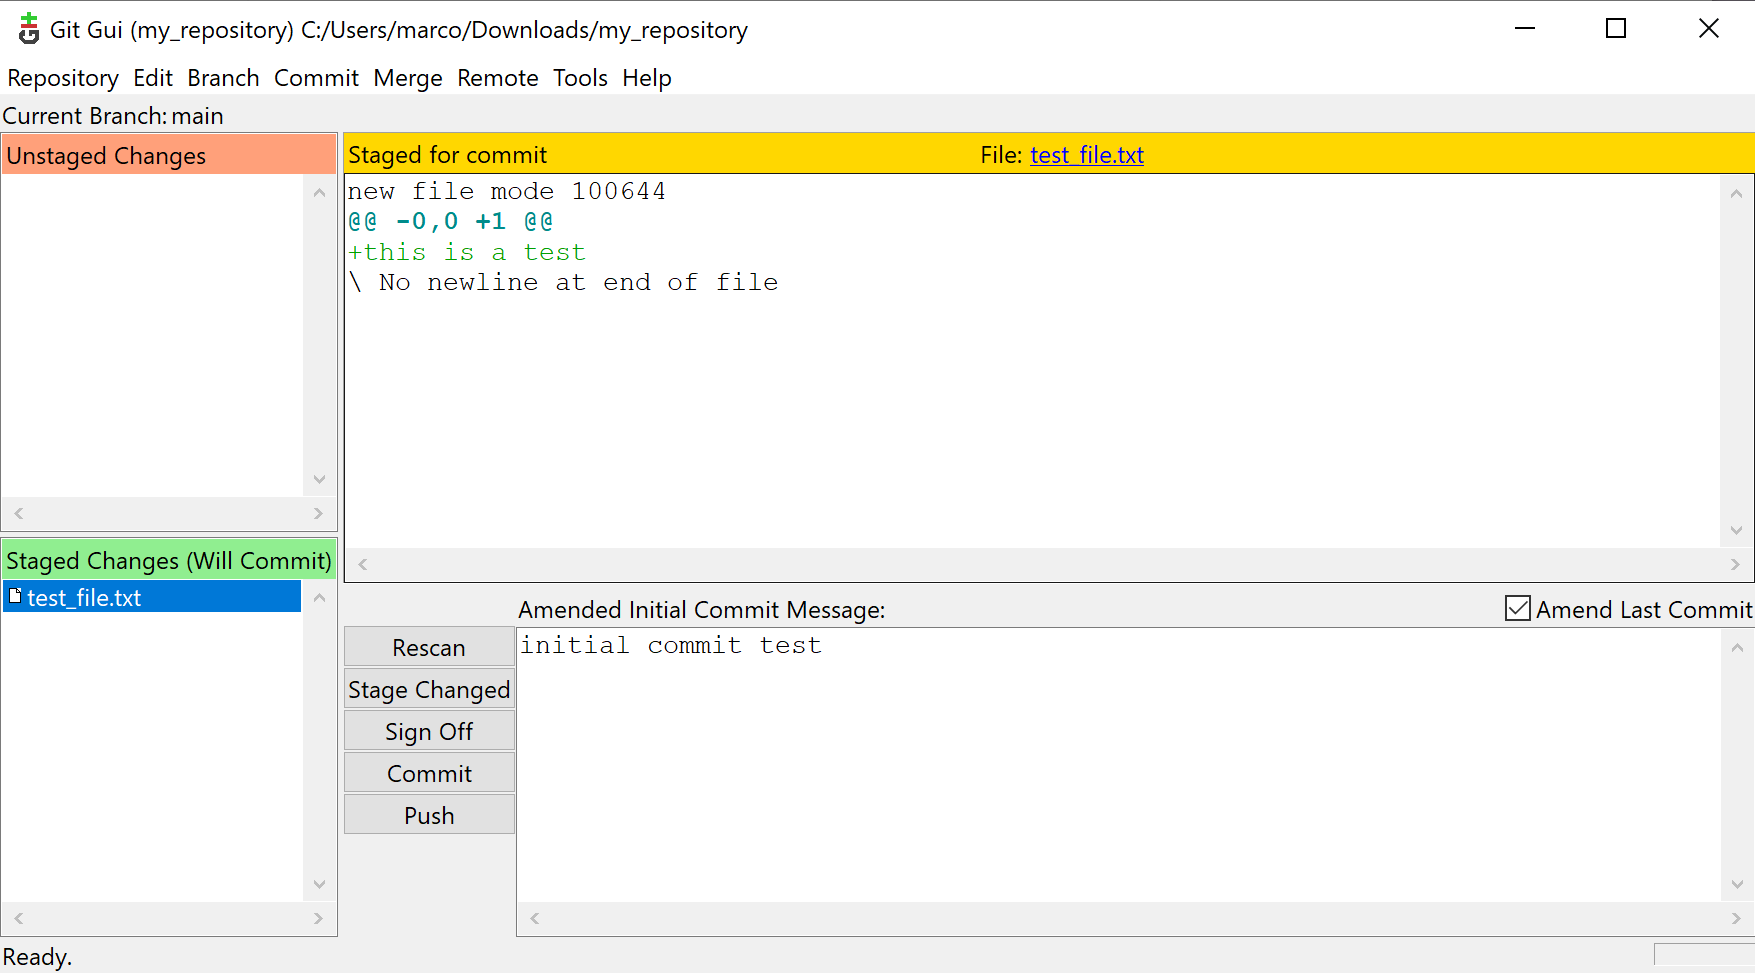 Git Gui (my_repository) C:/Users/marco/Downloads/my_repository
Repository Edit Branch Commit Merge Remote Tools Help
Current Branch: main
Unstaged Changes
Staged for commit File: test_file.txt
new file mode 100644
@@ -0,0 +1 @@
+this is a test
\ No newline at end of file
Staged Changes (Will Commit)
test_file.txt
Amended Initial Commit Message: Amend Last Commit
initial commit test
Rescan
Stage Changed
Sign Off
Commit
Push
Ready.